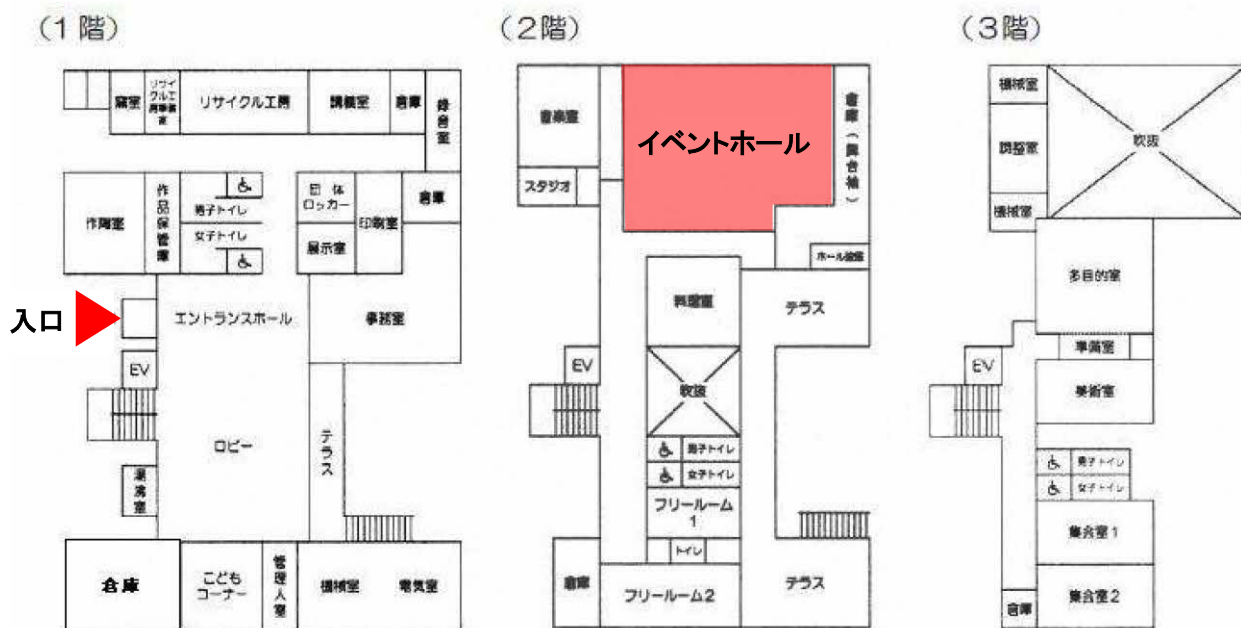 (1階)
窯室
リサイクル工房準備室
リサイクル工房
講義室
倉庫
録音室
作陶室
作品保管庫
男子トイレ
女子トイレ
団体
ロッカー
展示室
印刷室
倉庫
入口
エントランスホール
事務室
EV
ロビー
テラス
湯沸室
倉庫
こども
コーナー
管理人室
機械室
電気室
(2階)
音楽室
イベントホール
倉庫(舞台袖)
スタジオ
料理室
テラス
EV
吹抜
男子トイレ
女子トイレ
フリールーム
1
トイレ
倉庫
フリールーム2
テラス
(3階)
機械室
調整室
機械室
吹抜
多目的室
準備室
EV
美術室
男子トイレ
女子トイレ
集合室1
倉庫
集合室2